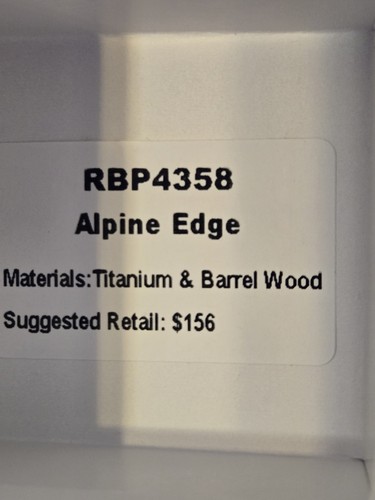 RBP4358
Alpine Edge
Materials:Titanium & Barrel Wood
Suggested Retail: $156